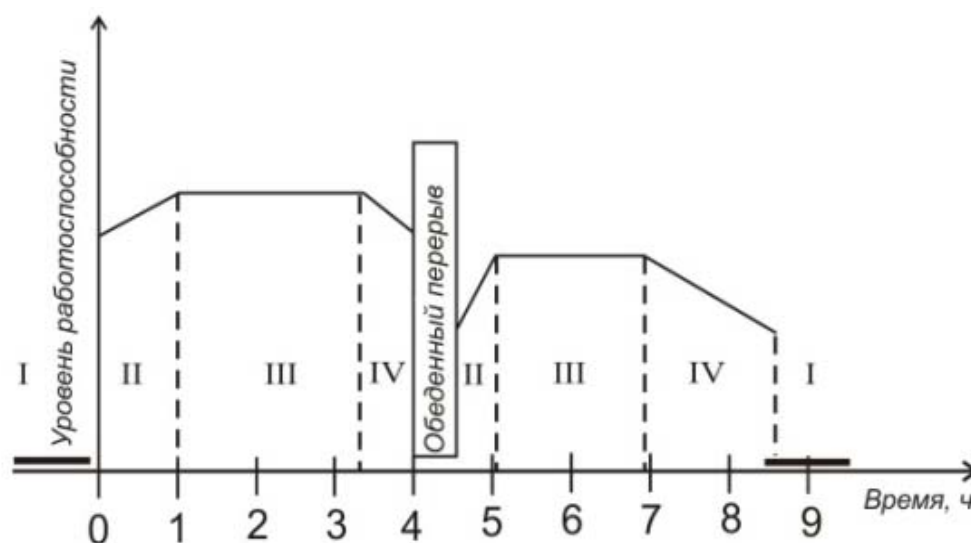 Уровень работоспособности
I
II
III
IV
Обеденный перерыв
II
III
IV
I
0
1
2
3
4
5
6
7
8
9
Время, ч